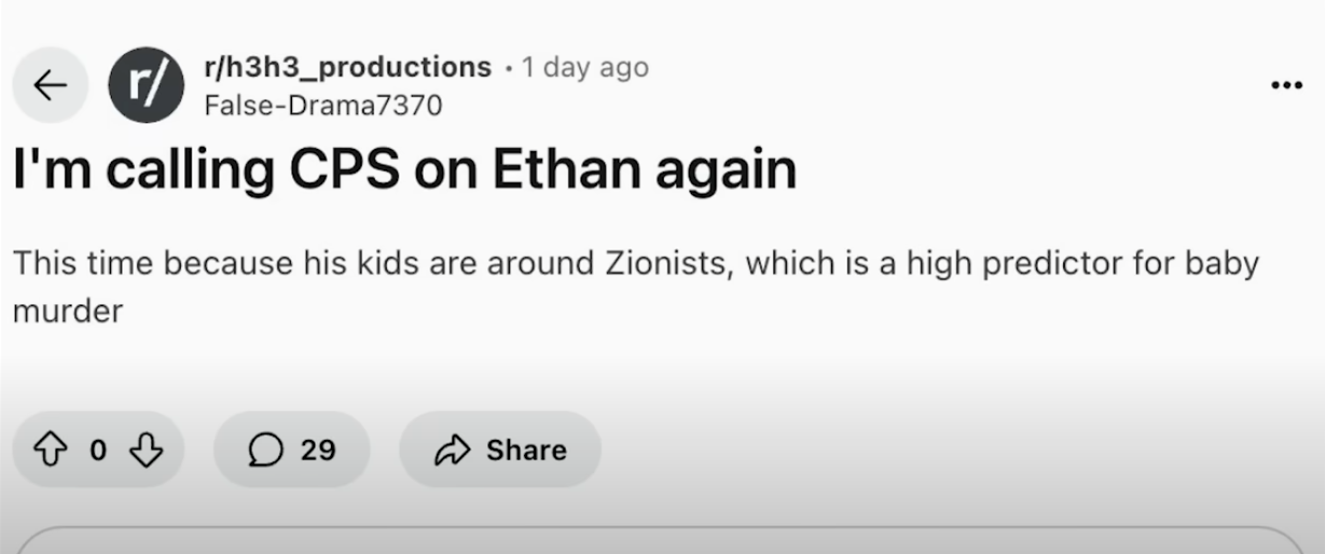 r/h3h3_productions • 1 day ago
r/ False-Drama7370
I'm calling CPS on Ethan again
This time because his kids are around Zionists, which is a high predictor for baby
murder
0 29 Share